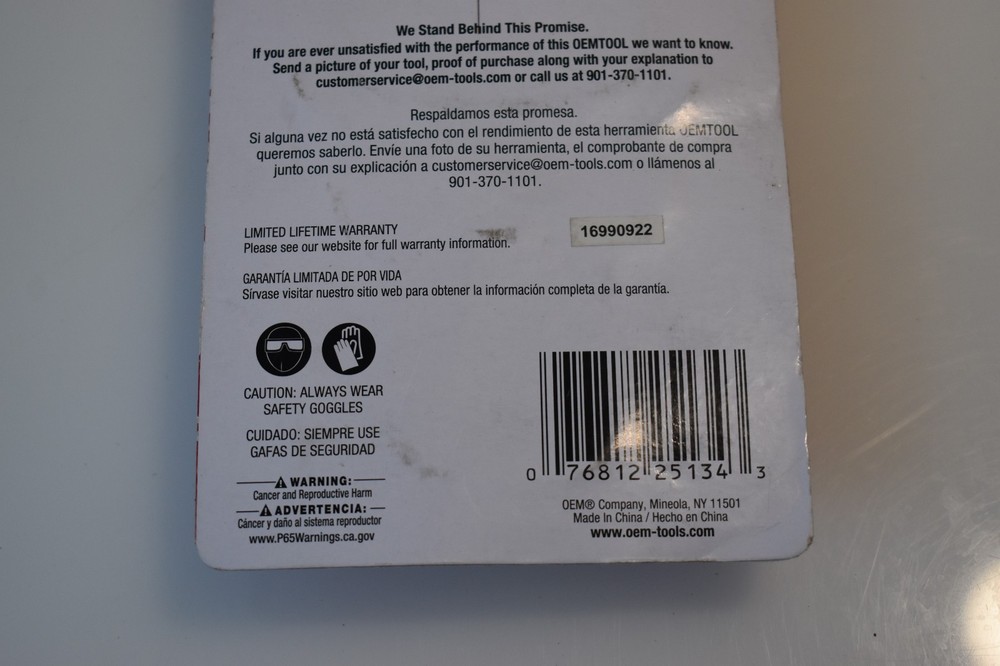 We Stand Behind This Promise.
If you are ever unsatisfied with the performance of this OEMTOOL we want to know.
Send a picture of your tool, proof of purchase along with your explanation to
customerservice@oem-tools.com or call us at 901-370-1101.
Respaldamos esta promesa.
Si alguna vez no está satisfecho con el rendimiento de esta herramienta OEMTOOL
queremos saberlo. Envíe una foto de su herramienta, el comprobante de compra
junto con su explicación a customerservice@oem-tools.com o llámenos al
901-370-1101.
LIMITED LIFETIME WARRANTY
Please see our website for full warranty information.
16990922
GARANTÍA LIMITADA DE POR VIDA
Sírvase visitar nuestro sitio web para obtener la información completa de la garantía.
CAUTION: ALWAYS WEAR
SAFETY GOGGLES
CUIDADO: SIEMPRE USE
GAFAS DE SEGURIDAD
WARNING:
Cancer and Reproductive Harm
ADVERTENCIA:
Cáncer y daño al sistema reproductor
www.P65Warnings.ca.gov
0 76812 25134 3
OEM® Company, Mineola, NY 11501
Made In China / Hecho en China
www.oem-tools.com